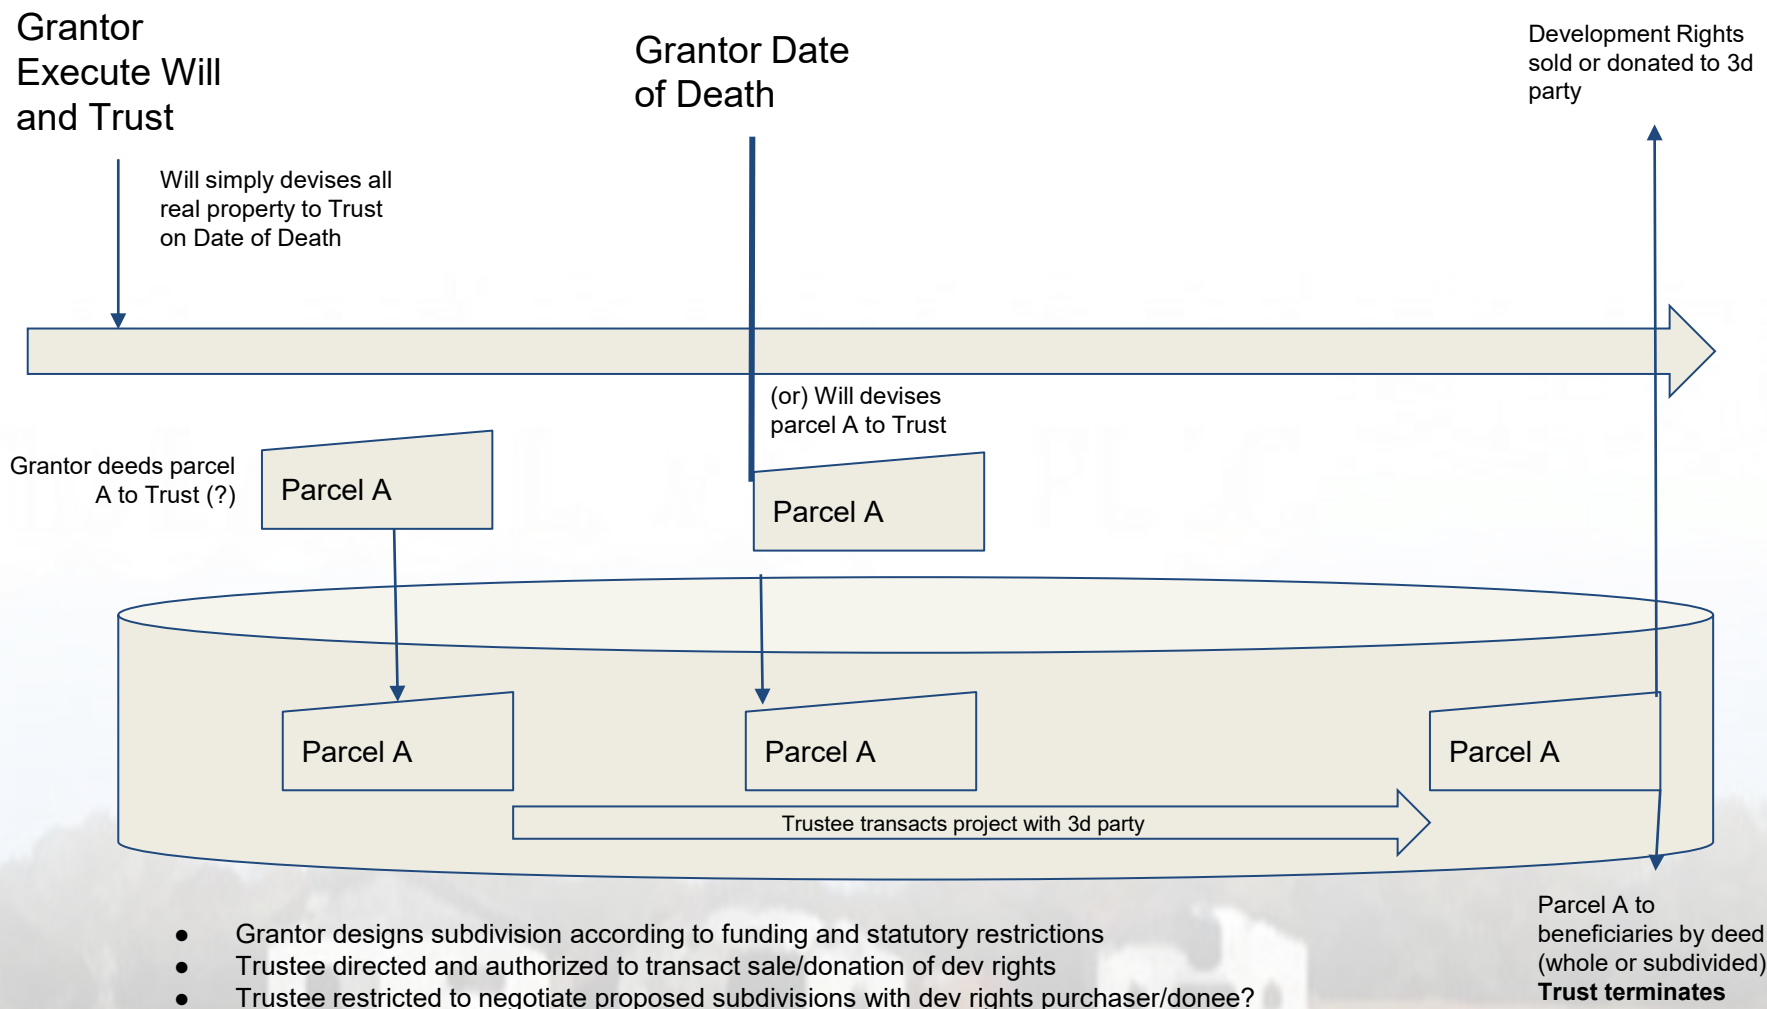 Grantor
Execute Will
and Trust
Grantor Date
of Death
Development Rights
sold or donated to 3d
party
Will simply devises all
real property to Trust
on Date of Death
(or) Will devises
parcel A to Trust
Grantor deeds parcel
A to Trust (?)
Parcel A
Parcel A
Parcel A
Parcel A
Parcel A
Trustee transacts project with 3d party
● Grantor designs subdivision according to funding and statutory restrictions
● Trustee directed and authorized to transact sale/donation of dev rights
● Trustee restricted to negotiate proposed subdivisions with dev rights purchaser/donee?
Parcel A to
beneficiaries by deed
(whole or subdivided)
Trust terminates